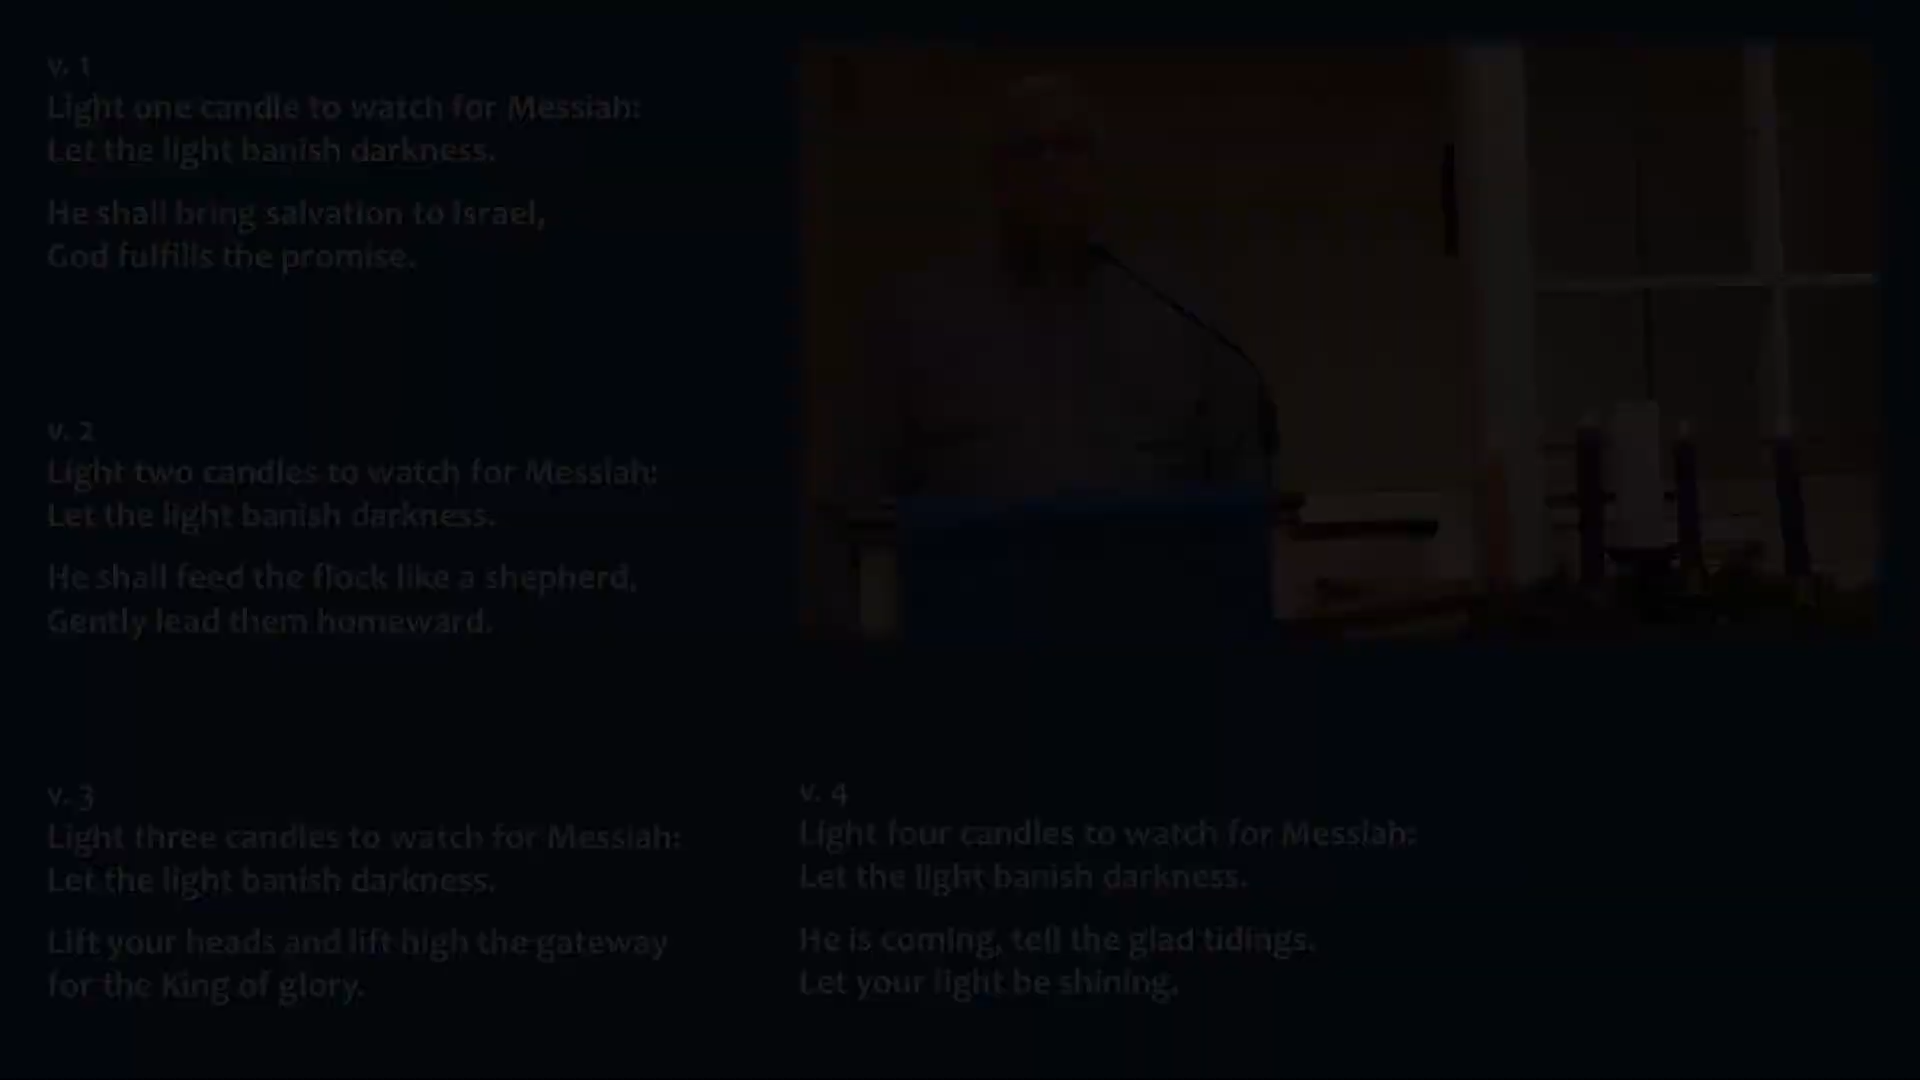 v. 1
Light one candle to watch for Messiah:
Let the light banish darkness.
He shall bring salvation to Israel,
God fulfills the promise.
v. 2
Light two candles to watch for Messiah:
Let the light banish darkness.
He shall feed the flock like a shepherd,
Gently lead them homeward.
v. 3
Light three candles to watch for Messiah:
Let the light banish darkness.
Lift your heads and lift high the gateway
for the King of glory.
v. 4
Light four candles to watch for Messiah:
Let the light banish darkness.
He is coming, tell the glad tidings.
Let your light be shining.